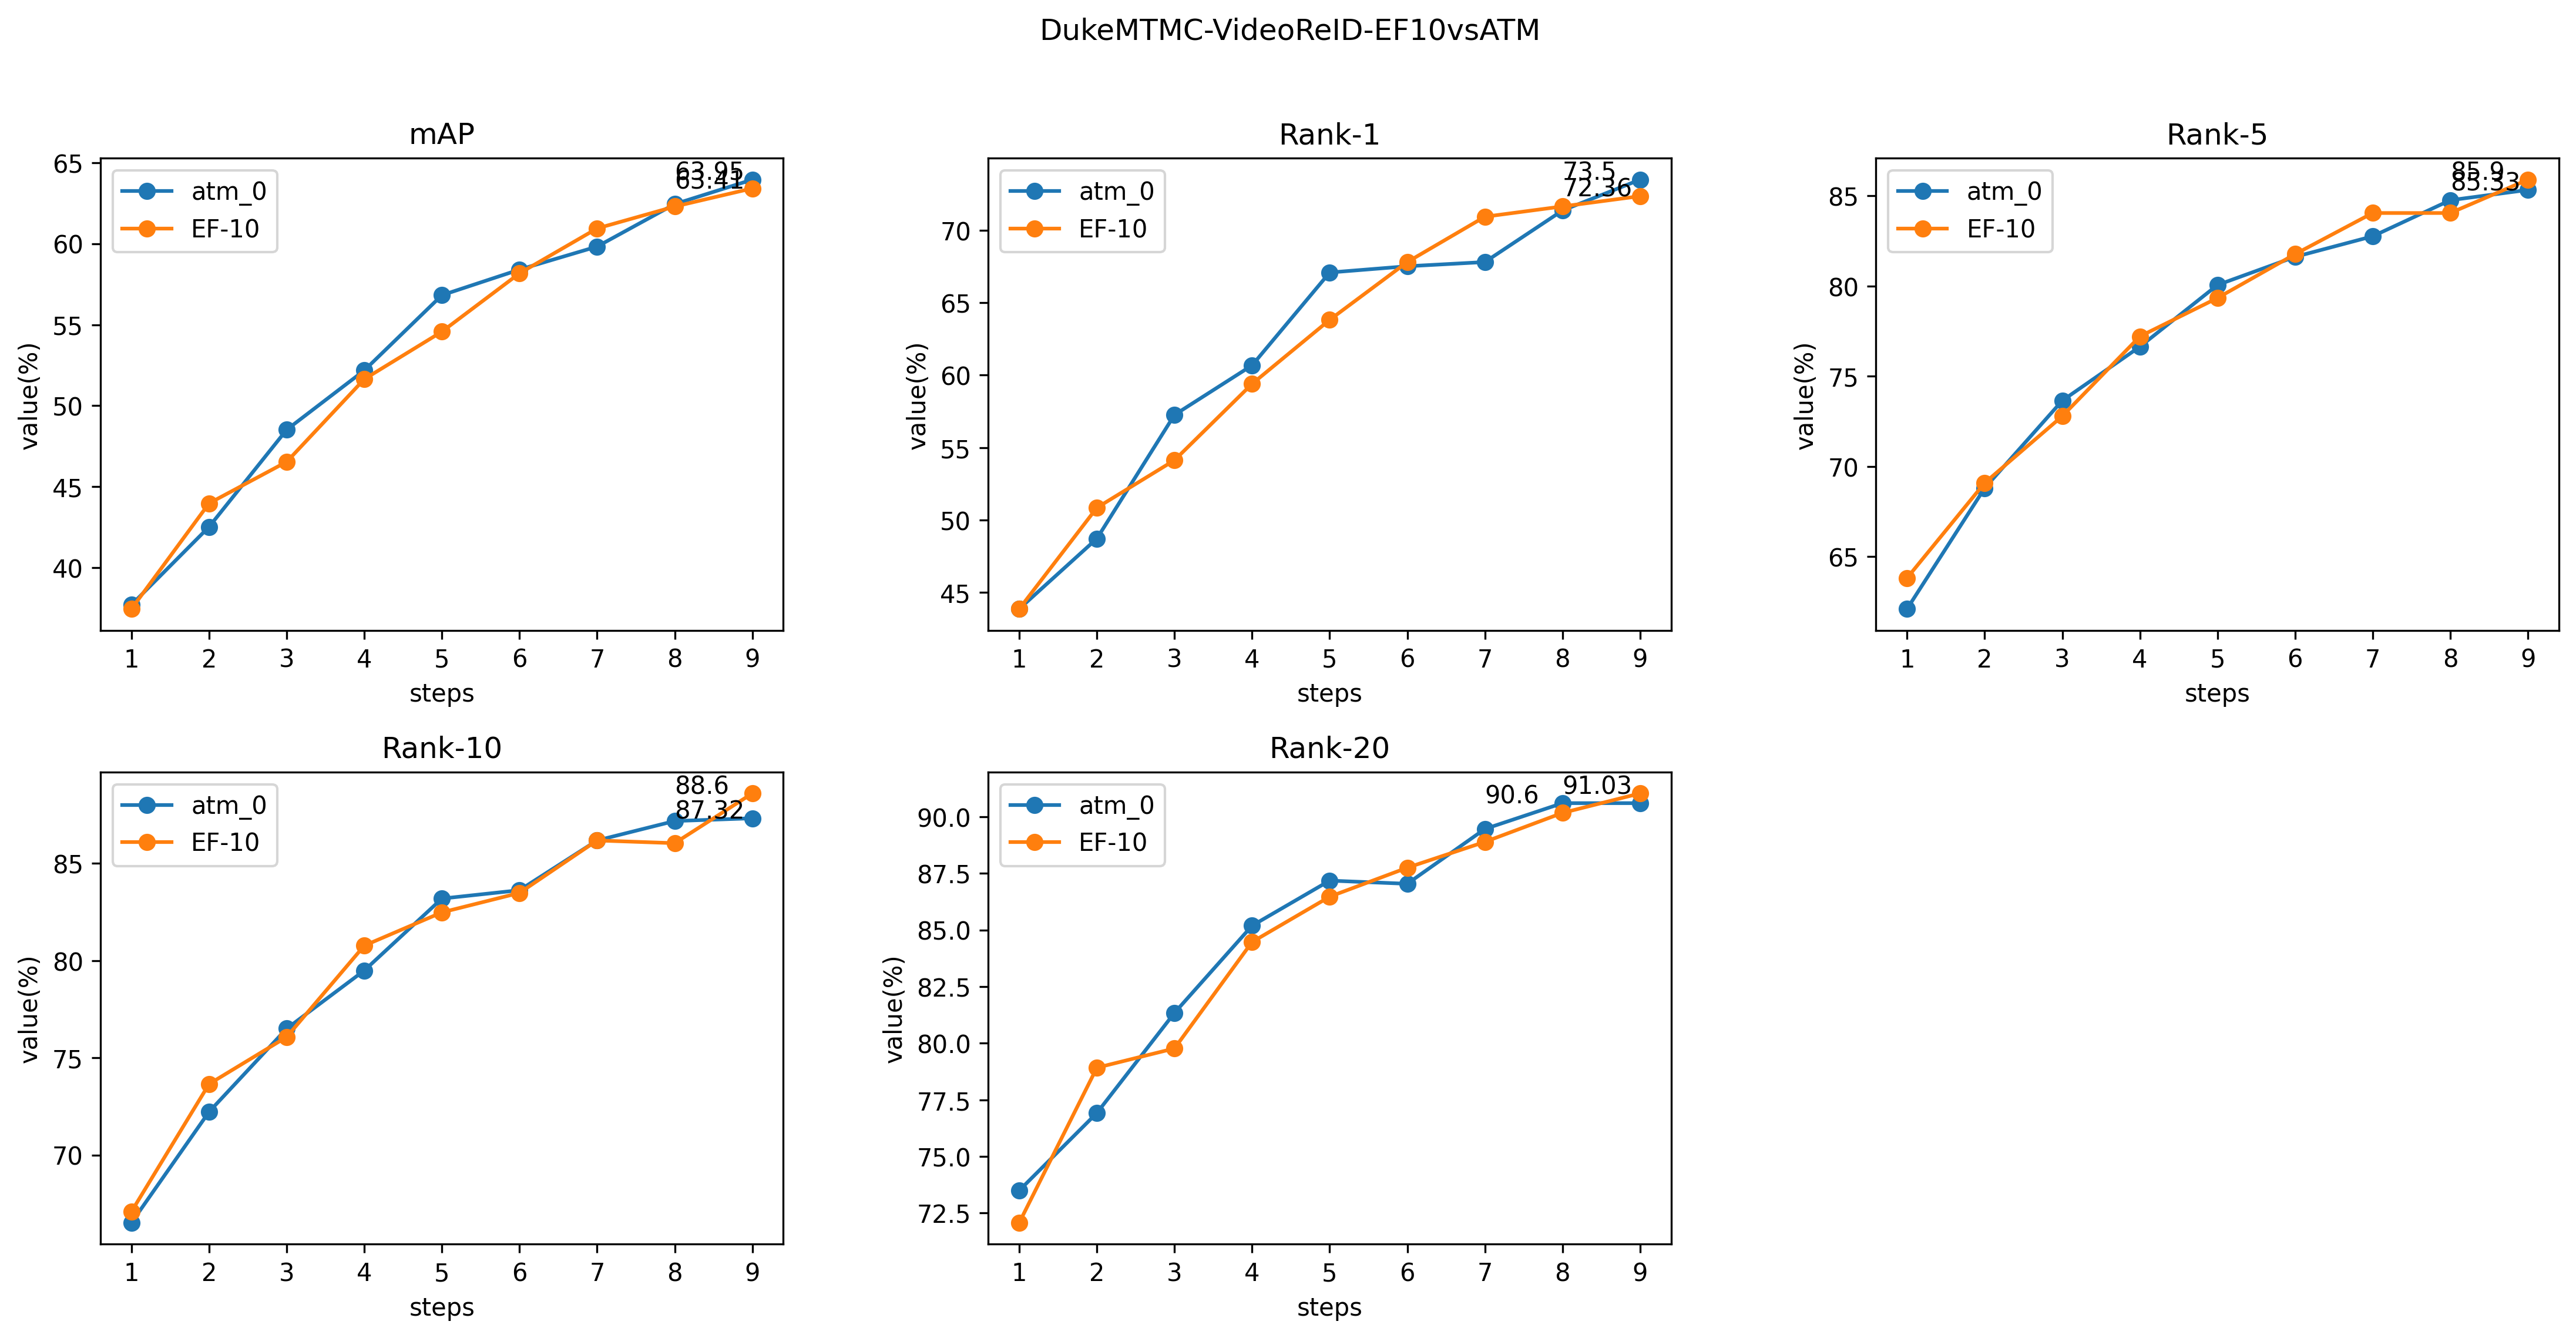 DukeMTMC-VideoReID-EF10vsATM
mAP
65
60
55
50
45
40
value(%)
atm_0
EF-10
63.95
63.41
1 2 3 4 5 6 7 8 9
steps
Rank-1
70
65
60
55
50
45
value(%)
atm_0
EF-10
73.5
72.36
1 2 3 4 5 6 7 8 9
steps
Rank-5
85
80
75
70
65
value(%)
atm_0
EF-10
85.9
85.33
1 2 3 4 5 6 7 8 9
steps
Rank-10
85
80
75
70
value(%)
atm_0
EF-10
88.6
87.32
1 2 3 4 5 6 7 8 9
steps
Rank-20
90.0
87.5
85.0
82.5
80.0
77.5
75.0
72.5
value(%)
atm_0
EF-10
90.6
91.03
1 2 3 4 5 6 7 8 9
steps